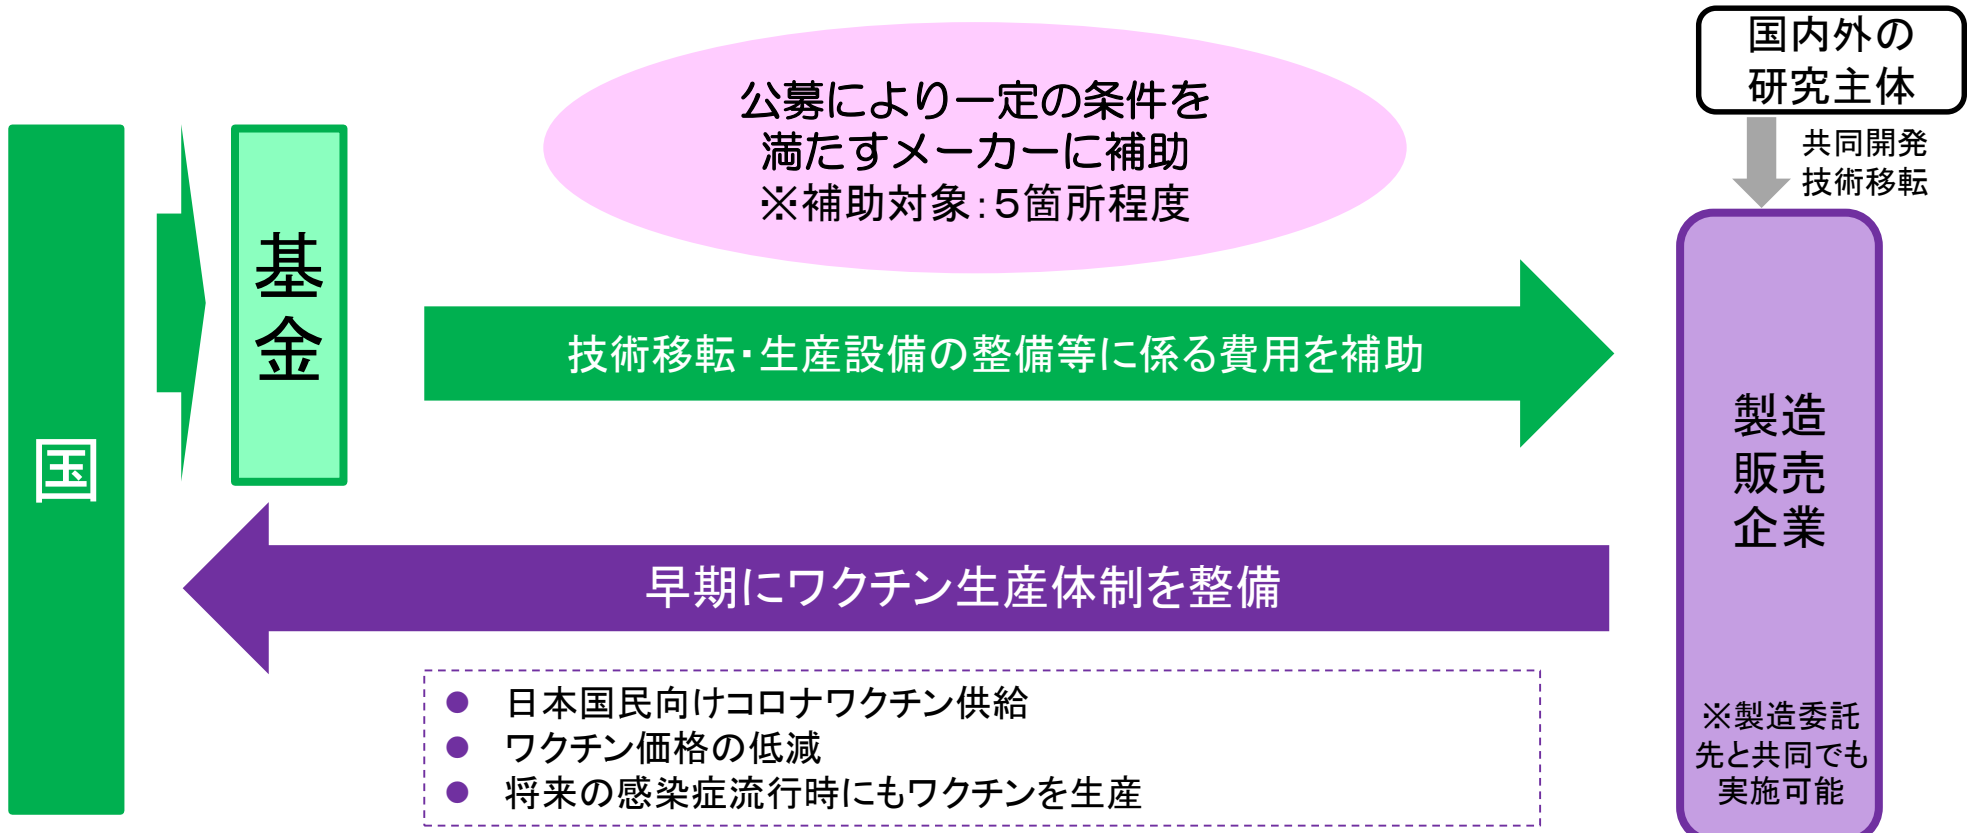 国
基
金
公募により一定の条件を
満たすメーカーに補助
※補助対象:5箇所程度
国内外の
研究主体
共同開発
技術移転
技術移転・生産設備の整備等に係る費用を補助
製造
販売
企業
※製造委託
先と共同でも
実施可能
早期にワクチン生産体制を整備
● 日本国民向けコロナワクチン供給
● ワクチン価格の低減
● 将来の感染症流行時にもワクチンを生産